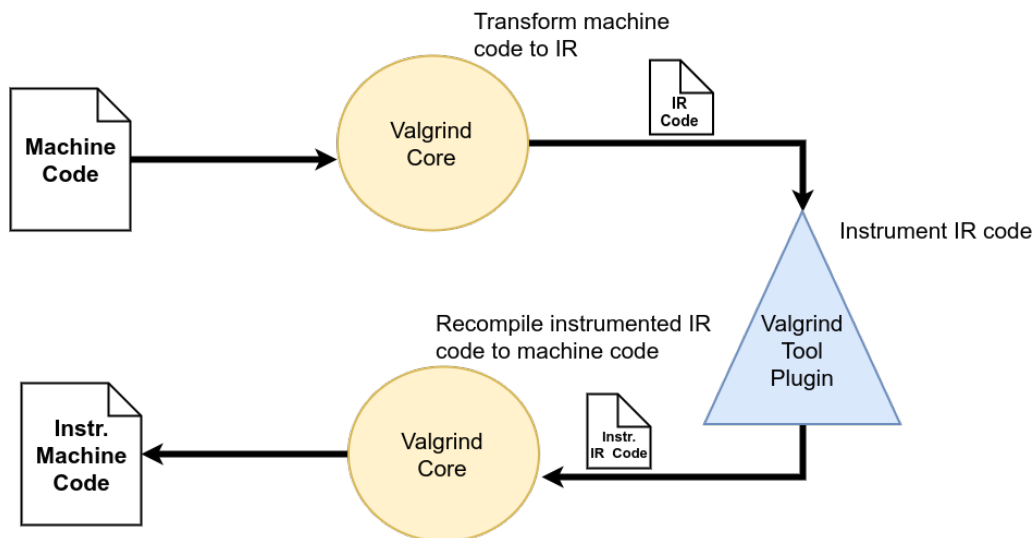 Transform machine
code to IR
Machine
Code
Valgrind
Core
IR
Code
Instrument IR code
Valgrind
Tool
Plugin
Recompile instrumented IR
code to machine code
Instr.
IR Code
Valgrind
Core
Instr.
Machine
Code